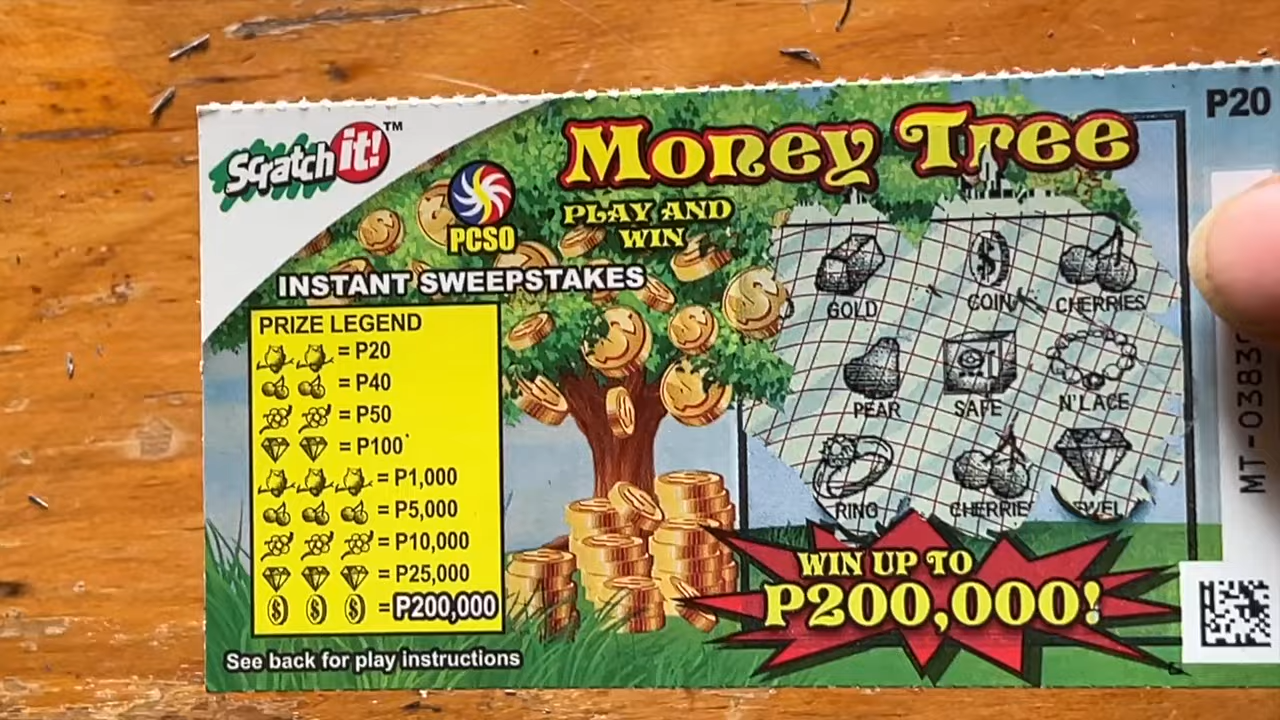 Scratch it!™
PCSO
Money Tree
P20
PLAY AND
WIN
INSTANT SWEEPSTAKES
PRIZE LEGEND
= P20
= P40
= P50
= P100
= P1,000
= P5,000
= P10,000
= P25,000
= P200,000
See back for play instructions
GOLD COIN CHERRIES
PEAR SAFE N'LACE
RING CHERRIE WEL
WIN UP TO
P200,000!